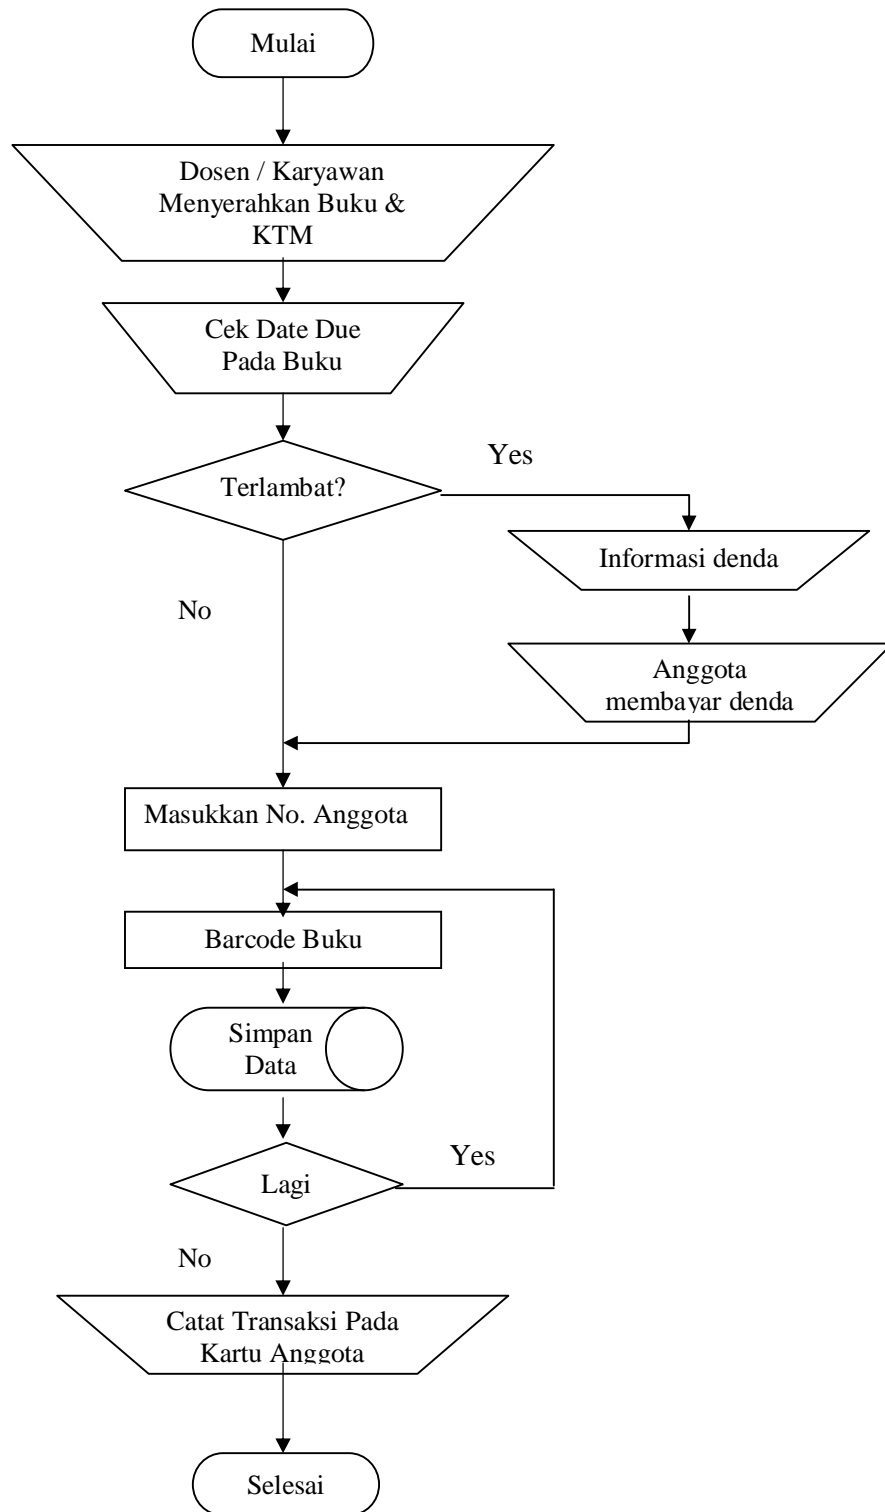 Mulai
Dosen / Karyawan
Menyerahkan Buku &
KTM
Cek Date Due
Pada Buku
Terlambat?
Yes
Informasi denda
No
Anggota
membayar denda
Masukkan No. Anggota
Barcode Buku
Simpan
Data
Lagi
Yes
No
Catat Transaksi Pada
Kartu Anggota
Selesai